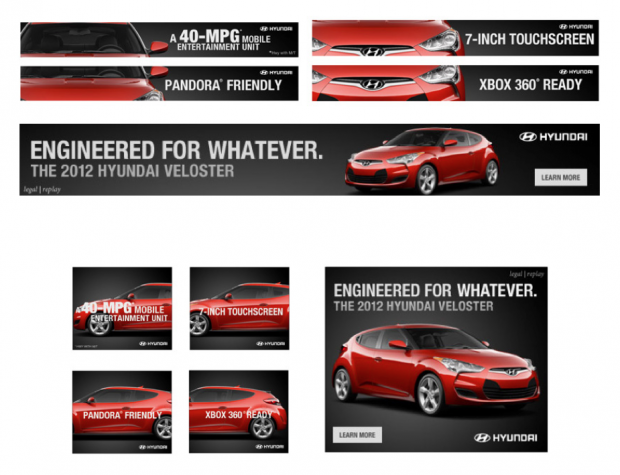 A 40-MPG* MOBILE
ENTERTAINMENT UNIT
HYUNDAI
7-INCH TOUCHSCREEN
HYUNDAI
PANDORA® FRIENDLY
HYUNDAI
XBOX 360® READY
HYUNDAI
ENGINEERED FOR WHATEVER.
THE 2012 HYUNDAI VELOSTER
legal | replay
HYUNDAI
LEARN MORE
A 40-MPG* MOBILE
ENTERTAINMENT UNIT
HYUNDAI
7-INCH TOUCHSCREEN
HYUNDAI
PANDORA® FRIENDLY
HYUNDAI
XBOX 360® READY
HYUNDAI
legal | replay
ENGINEERED FOR WHATEVER.
THE 2012 HYUNDAI VELOSTER
LEARN MORE
HYUNDAI